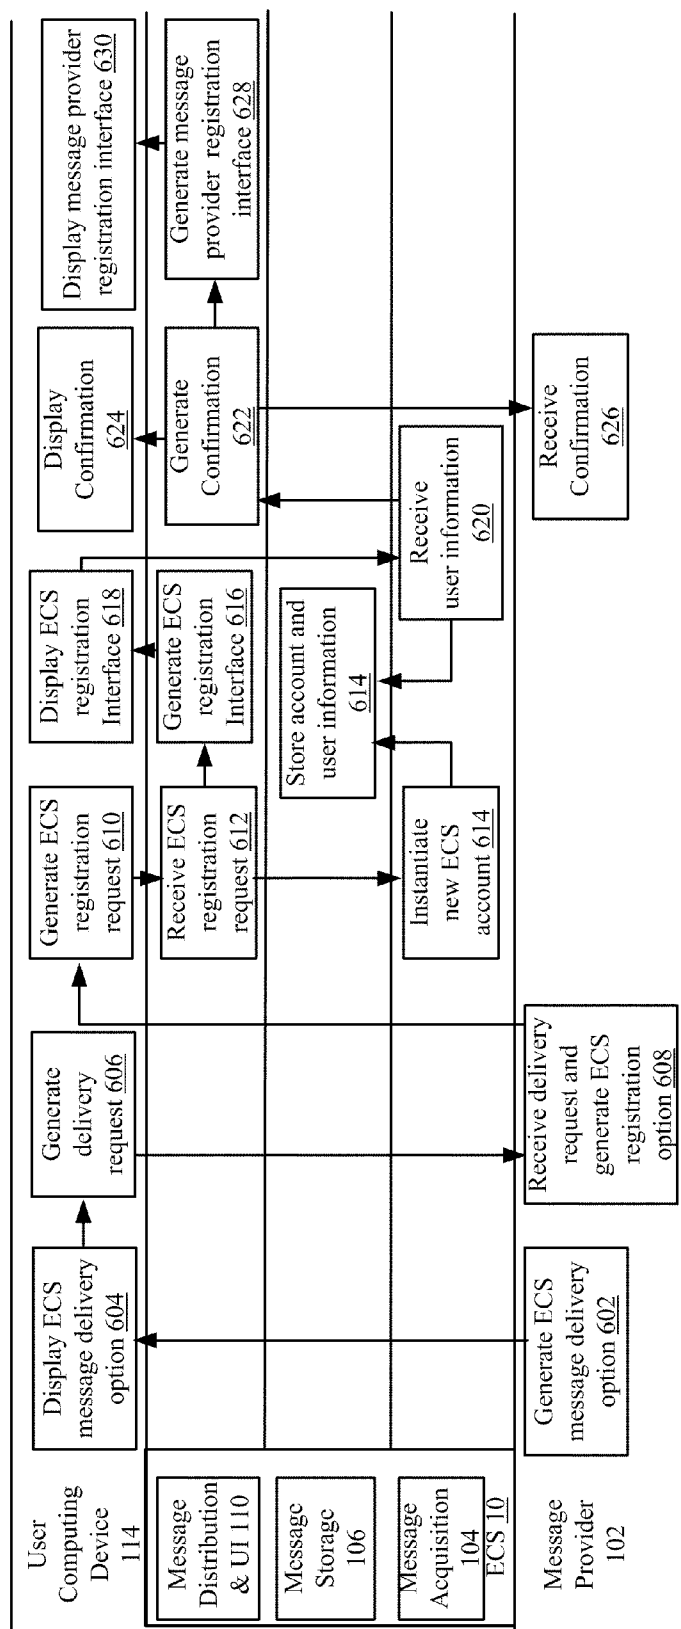 User
Computing
Device
114
Display ECS
message delivery
option 604
Generate
delivery
request 606
Generate ECS
registration
request 610
Display ECS
registration
Interface 618
Display
Confirmation
624
Display message provider
registration interface 630
Message
Distribution
& UI 110
Receive ECS
registration
request 612
Generate ECS
registration
Interface 616
Generate
Confirmation
622
Generate message
provider registration
interface 628
Message
Storage
106
Store account and
user information
614
Message
Acquisition
104
ECS 10
Instantiate
new ECS
account 614
Receive
user information
620
Message
Provider
102
Generate ECS
message delivery
option 602
Receive delivery
request and
generate ECS
registration
option 608
Receive
Confirmation
626